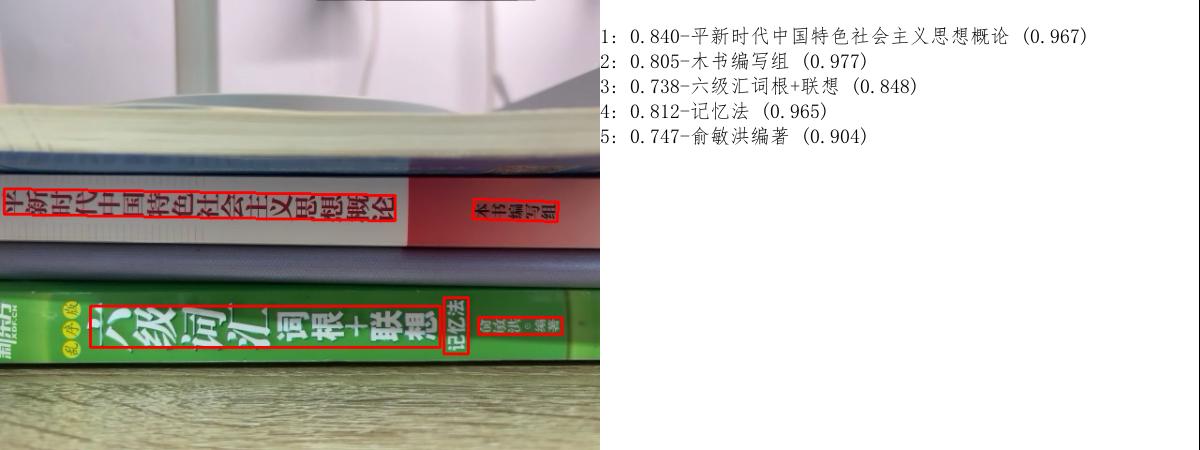 平新时代中国特色社会主义思想概论
本书编写组
新东方
XDF.CN
乱序版
六级词汇 词根+联想
记忆法
俞敏洪 ◎ 编著
1: 0.840-平新时代中国特色社会主义思想概论 (0.967)
2: 0.805-木书编写组 (0.977)
3: 0.738-六级汇词根+联想 (0.848)
4: 0.812-记忆法 (0.965)
5: 0.747-俞敏洪编著 (0.904)